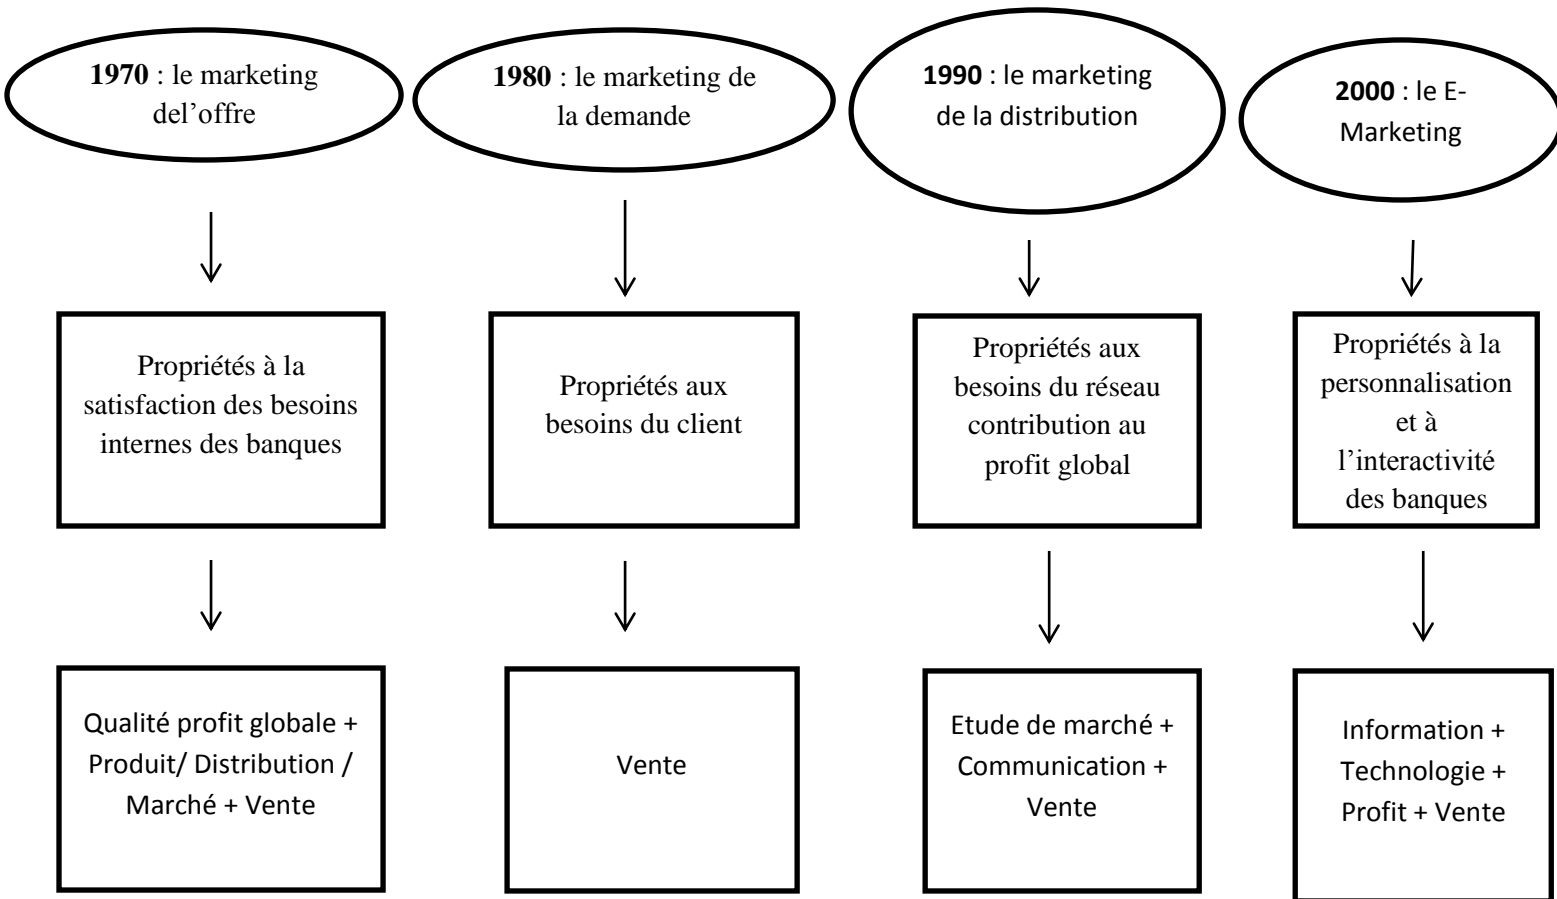 1970 : le marketing
del’offre
1980 : le marketing de
la demande
1990 : le marketing
de la distribution
2000 : le E-
Marketing
Propriétés à la
satisfaction des besoins
internes des banques
Propriétés aux
besoins du client
Propriétés aux
besoins du réseau
contribution au
profit global
Propriétés à la
personnalisation
et à
l’interactivité
des banques
Qualité profit globale +
Produit/ Distribution /
Marché + Vente
Vente
Etude de marché +
Communication +
Vente
Information +
Technologie +
Profit + Vente